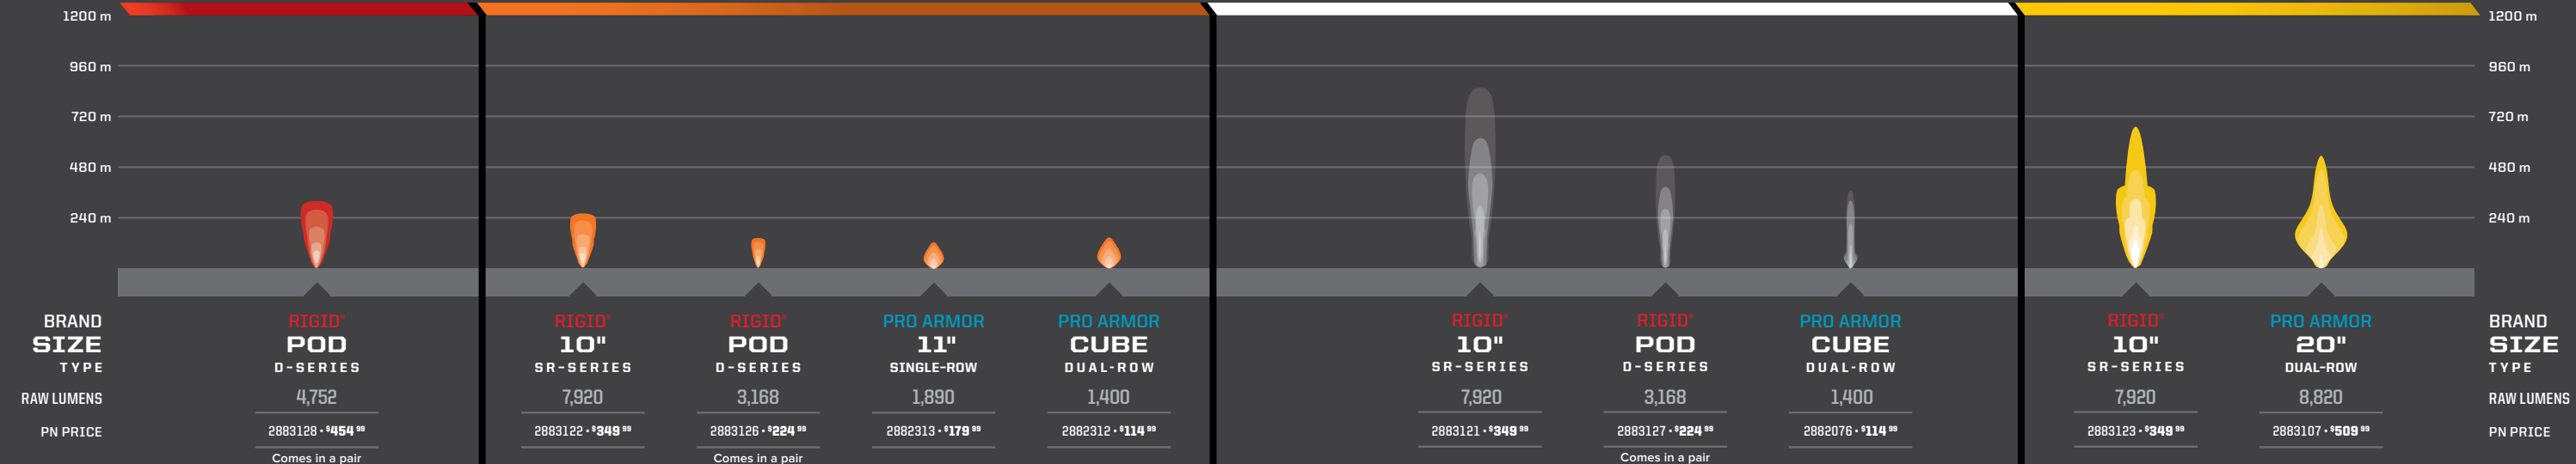 1200 m 1200 m
960 m 960 m
720 m 720 m
480 m 480 m
240 m 240 m
BRAND RIGID® RIGID® RIGID® PRO ARMOR PRO ARMOR RIGID® RIGID® PRO ARMOR RIGID® PRO ARMOR BRAND
SIZE POD 10" POD 11" CUBE 10" POD CUBE 10" 20" SIZE
TYPE D-SERIES SR-SERIES D-SERIES SINGLE-ROW DUAL-ROW SR-SERIES D-SERIES DUAL-ROW SR-SERIES DUAL-ROW TYPE
RAW LUMENS 4,752 7,920 3,168 1,890 1,400 7,920 3,168 1,400 7,920 8,820 RAW LUMENS
PN PRICE 2883128 • $454 99 2883122 • $349 99 2883126 • $224 99 2882313 • $179 99 2882312 • $114 99 2883121 • $349 99 2883127 • $224 99 2882076 • $114 99 2883123 • $349 99 2883107 • $509 99 PN PRICE
Comes in a pair Comes in a pair Comes in a pair